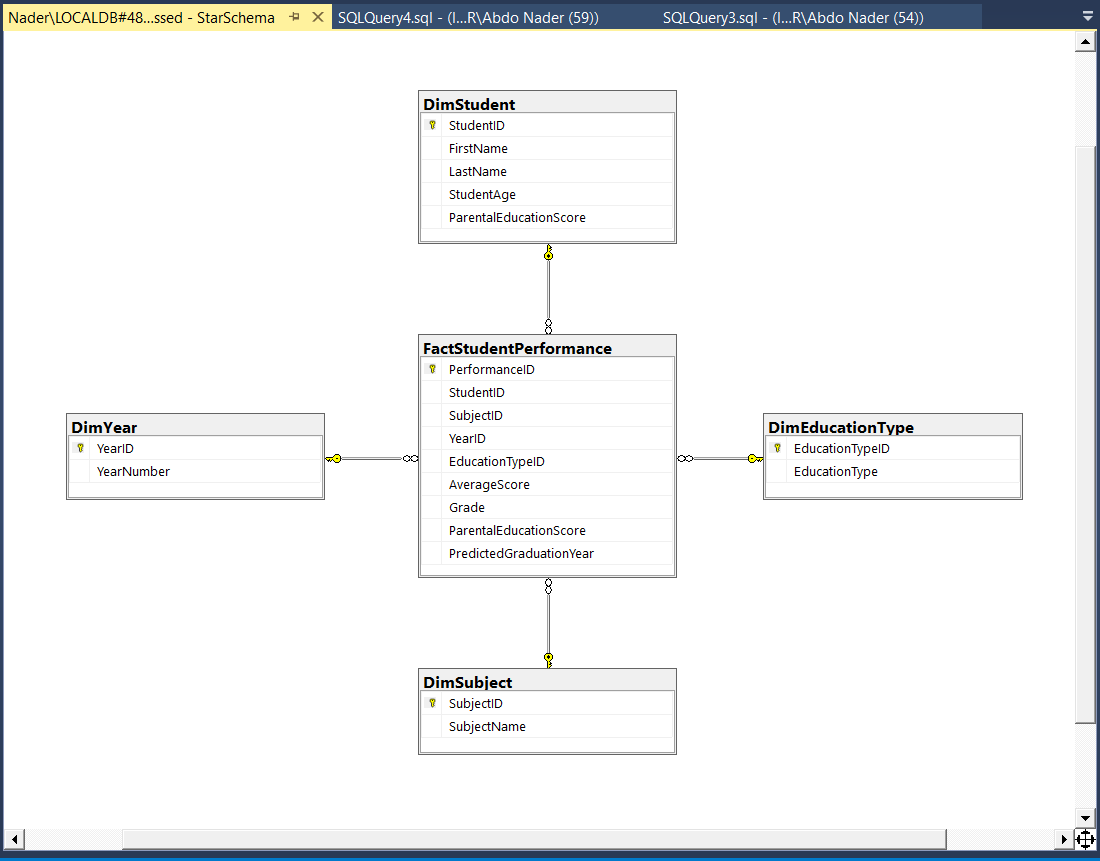 Nader\LOCALDB#48...ssed - StarSchema
SQLQuery4.sql - (l...R\Abdo Nader (59))
SQLQuery3.sql - (l...R\Abdo Nader (54))
DimStudent
StudentID
FirstName
LastName
StudentAge
ParentalEducationScore
FactStudentPerformance
PerformanceID
StudentID
SubjectID
YearID
EducationTypeID
AverageScore
Grade
ParentalEducationScore
PredictedGraduationYear
DimYear
YearID
YearNumber
DimEducationType
EducationTypeID
EducationType
DimSubject
SubjectID
SubjectName